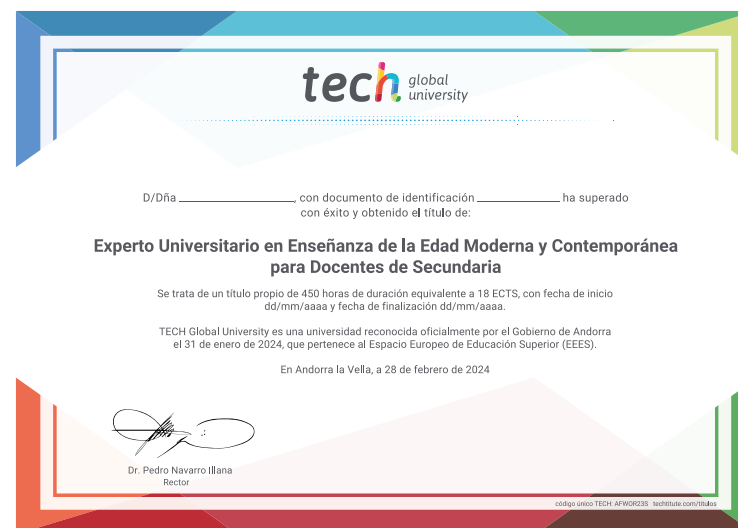 tech global university
D/Dña ____________________, con documento de identificación ______________ ha superado
con éxito y obtenido el título de:
Experto Universitario en Enseñanza de la Edad Moderna y Contemporánea
para Docentes de Secundaria
Se trata de un título propio de 450 horas de duración equivalente a 18 ECTS, con fecha de inicio
dd/mm/aaaa y fecha de finalización dd/mm/aaaa.
TECH Global University es una universidad reconocida oficialmente por el Gobierno de Andorra
el 31 de enero de 2024, que pertenece al Espacio Europeo de Educación Superior (EEES).
En Andorra la Vella, a 28 de febrero de 2024
Dr. Pedro Navarro Illana
Rector
código único TECH: AFWOR23S techtitute.com/titulos